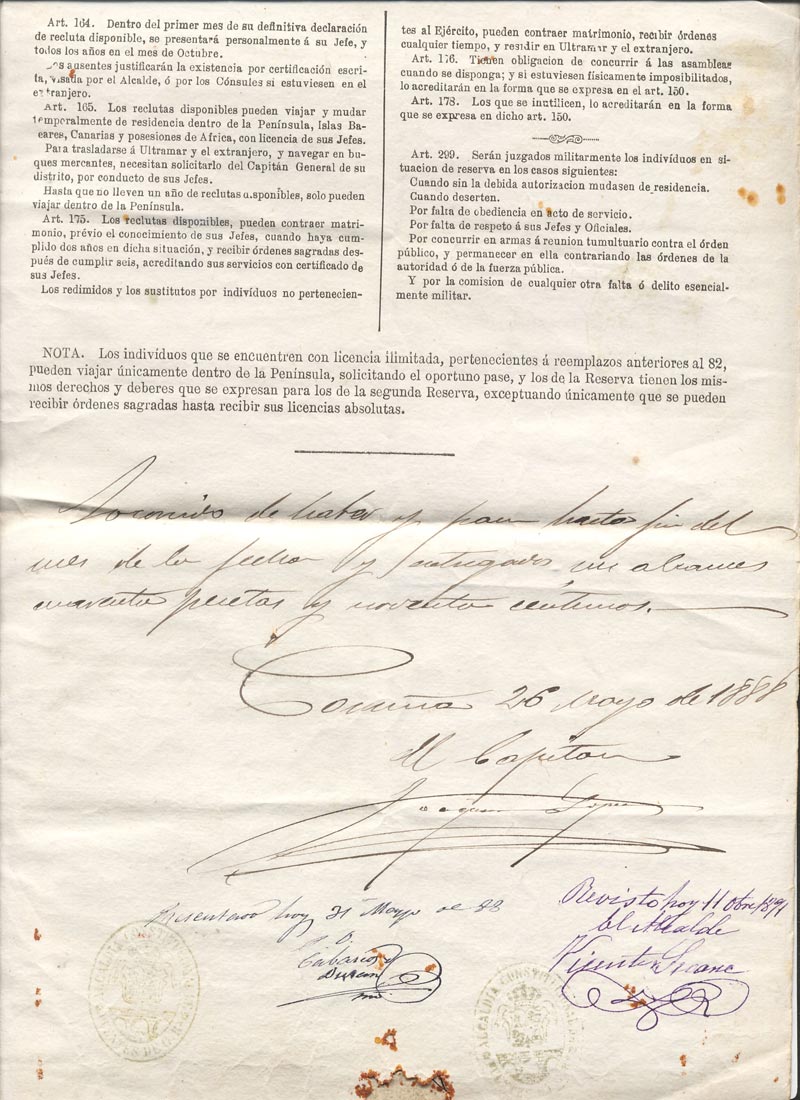 Art. 164. Dentro del primer mes de su definitiva declaración
de recluta disponible, se presentará personalmente á su Jefe, y
todos los años en el mes de Octubre.
Los ausentes justificarán la existencia por certificación escri-
ta, visada por el Alcalde, ó por los Cónsules si estuviesen en el
extranjero.
Art. 165. Los reclutas disponibles pueden viajar y mudar
temporalmente de residencia dentro de la Península, Islas Ba-
leares, Canarias y posesiones de Africa, con licencia de sus Jefes.
Para trasladarse á Ultramar y el extranjero, y navegar en bu-
ques mercantes, necesitan solicitarlo del Capitán General de su
distrito, por conducto de sus Jefes.
Hasta que no lleven un año de reclutas disponibles, solo pueden
viajar dentro de la Península.
Art. 175. Los reclutas disponibles, pueden contraer matri-
monio, prévio el conocimiento de sus Jefes, cuando haya cum-
plido dos años en dicha situación, y recibir órdenes sagradas des-
pués de cumplir seis, acreditando sus servicios con certificado de
sus Jefes.
Los redimidos y los sustitutos por indivíduos no pertenecien-
tes al Ejército, pueden contraer matrimonio, recibir órdenes
cualquier tiempo, y residir en Ultramar y el extranjero.
Art. 176. Tienen obligacion de concurrir á las asambleas
cuando se disponga; y si estuviesen físicamente imposibilitados,
lo acreditarán en la forma que se expresa en el art. 150.
Art. 178. Los que se inutilicen, lo acreditarán en la forma
que se expresa en dicho art. 150.
Art. 299. Serán juzgados militarmente los indivíduos en si-
tuacion de reserva en los casos siguientes:
Cuando sin la debida autorizacion mudasen de residencia.
Cuando deserten.
Por falta de obediencia en acto de servicio.
Por falta de respeto á sus Jefes y Oficiales.
Por concurrir en armas á reunion tumultuario contra el órden
público, y permanecer en ella contrariando las órdenes de la
autoridad ó de la fuerza pública.
Y por la comision de cualquier otra falta ó delito esencial-
mente militar.
NOTA. Los indivíduos que se encuentren con licencia ilimitada, pertenecientes á reemplazos anteriores al 82,
pueden viajar únicamente dentro de la Península, solicitando el oportuno pase, y los de la Reserva tienen los mis-
mos derechos y deberes que se expresan para los de la segunda Reserva, exceptuando únicamente que se pueden
recibir órdenes sagradas hasta recibir sus licencias absolutas.
de haber y pan hasta fin del
mes de la fecha y entregados sus alcances
cuarenta pesetas y noventa centimos.
Coruña 26 Mayo de 1888
El Capitan
Joaquin Lopez
Presentado hoy 31 Mayo de 88
Revisto hoy 11 Obre 1891
El Alcalde
Vicente Seoane
ALCALDIA CONSTITUCIONAL